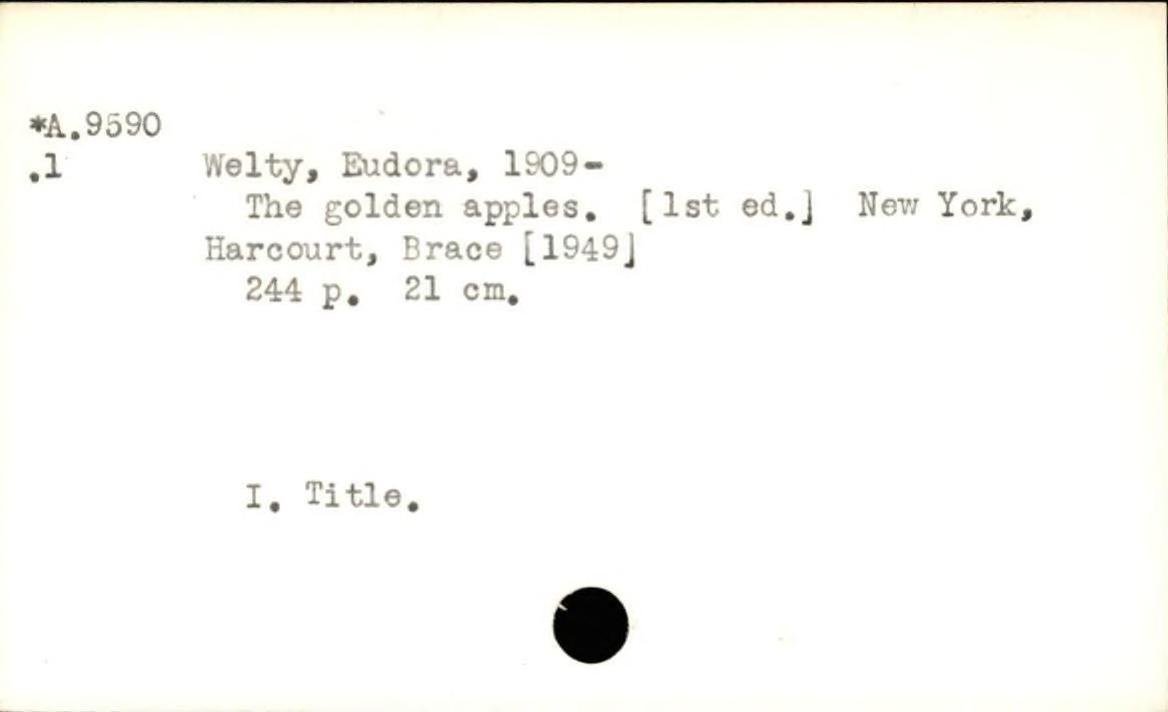 *A.9590
.1 Welty, Eudora, 1909-
The golden apples. [1st ed.] New York,
Harcourt, Brace [1949]
244 p. 21 cm.
I. Title.